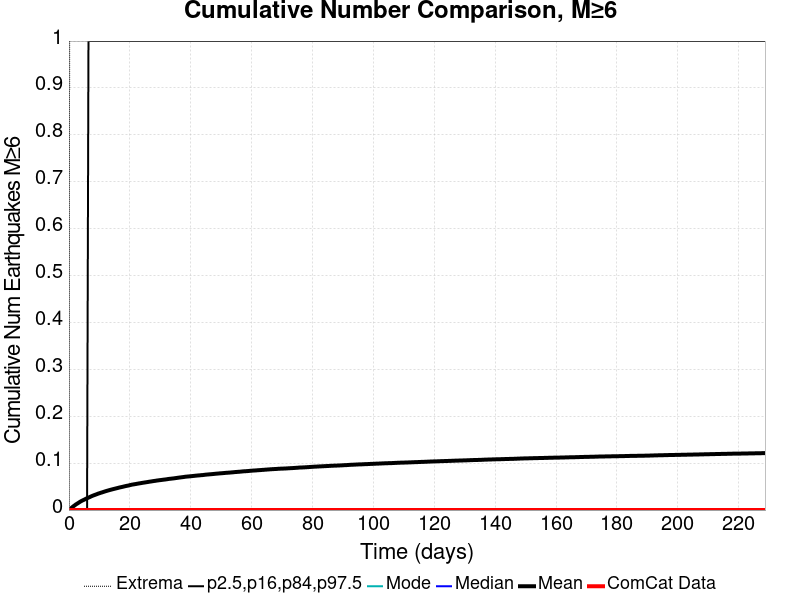 Cumulative Number Comparison, M≥6
Cumulative Num Earthquakes M≥6
1
0.9
0.8
0.7
0.6
0.5
0.4
0.3
0.2
0.1
0
0 20 40 60 80 100 120 140 160 180 200 220
Time (days)
Extrema p2.5,p16,p84,p97.5 Mode Median Mean ComCat Data